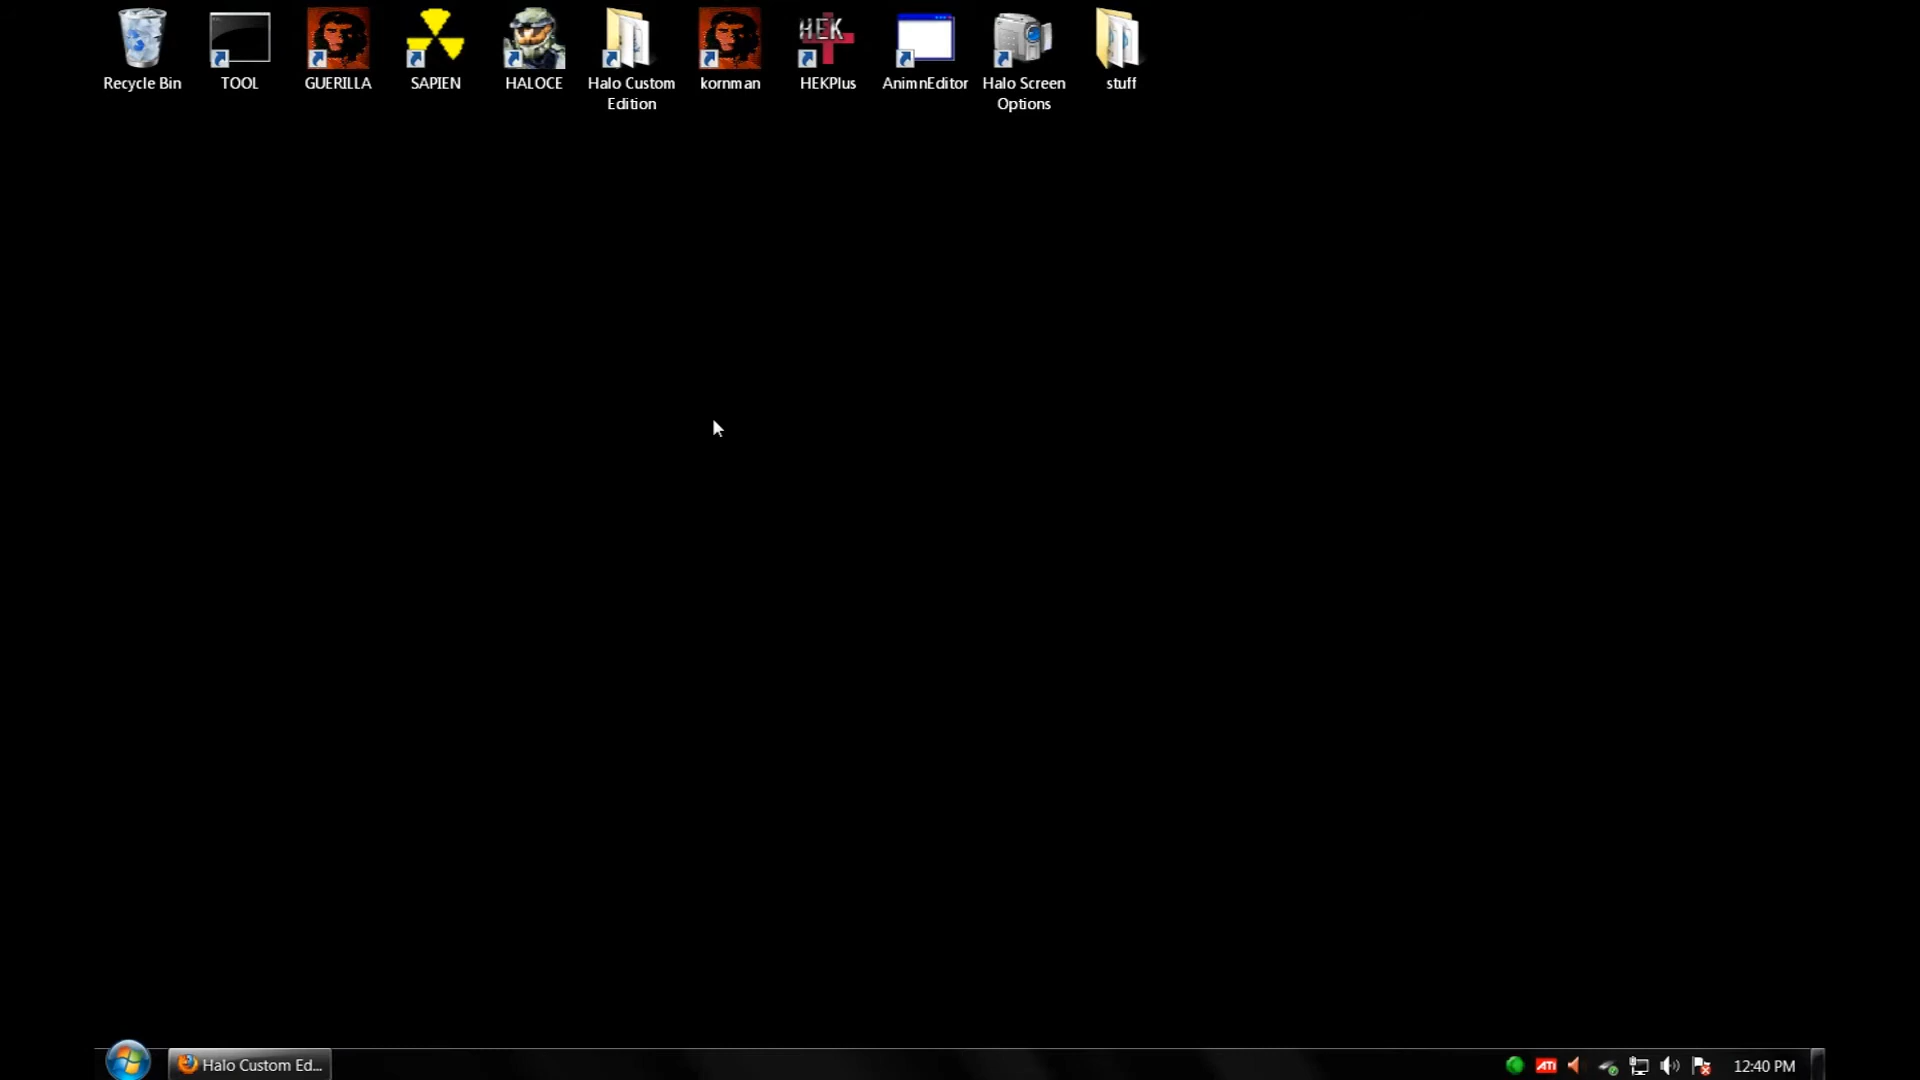 HEK
Recycle Bin
TOOL
GUERILLA
SAPIEN
HALOCE
Halo Custom
Edition
kornman
HEKPlus
AnimnEditor
Halo Screen
Options
stuff
Halo Custom Ed...
ATI
12:40 PM